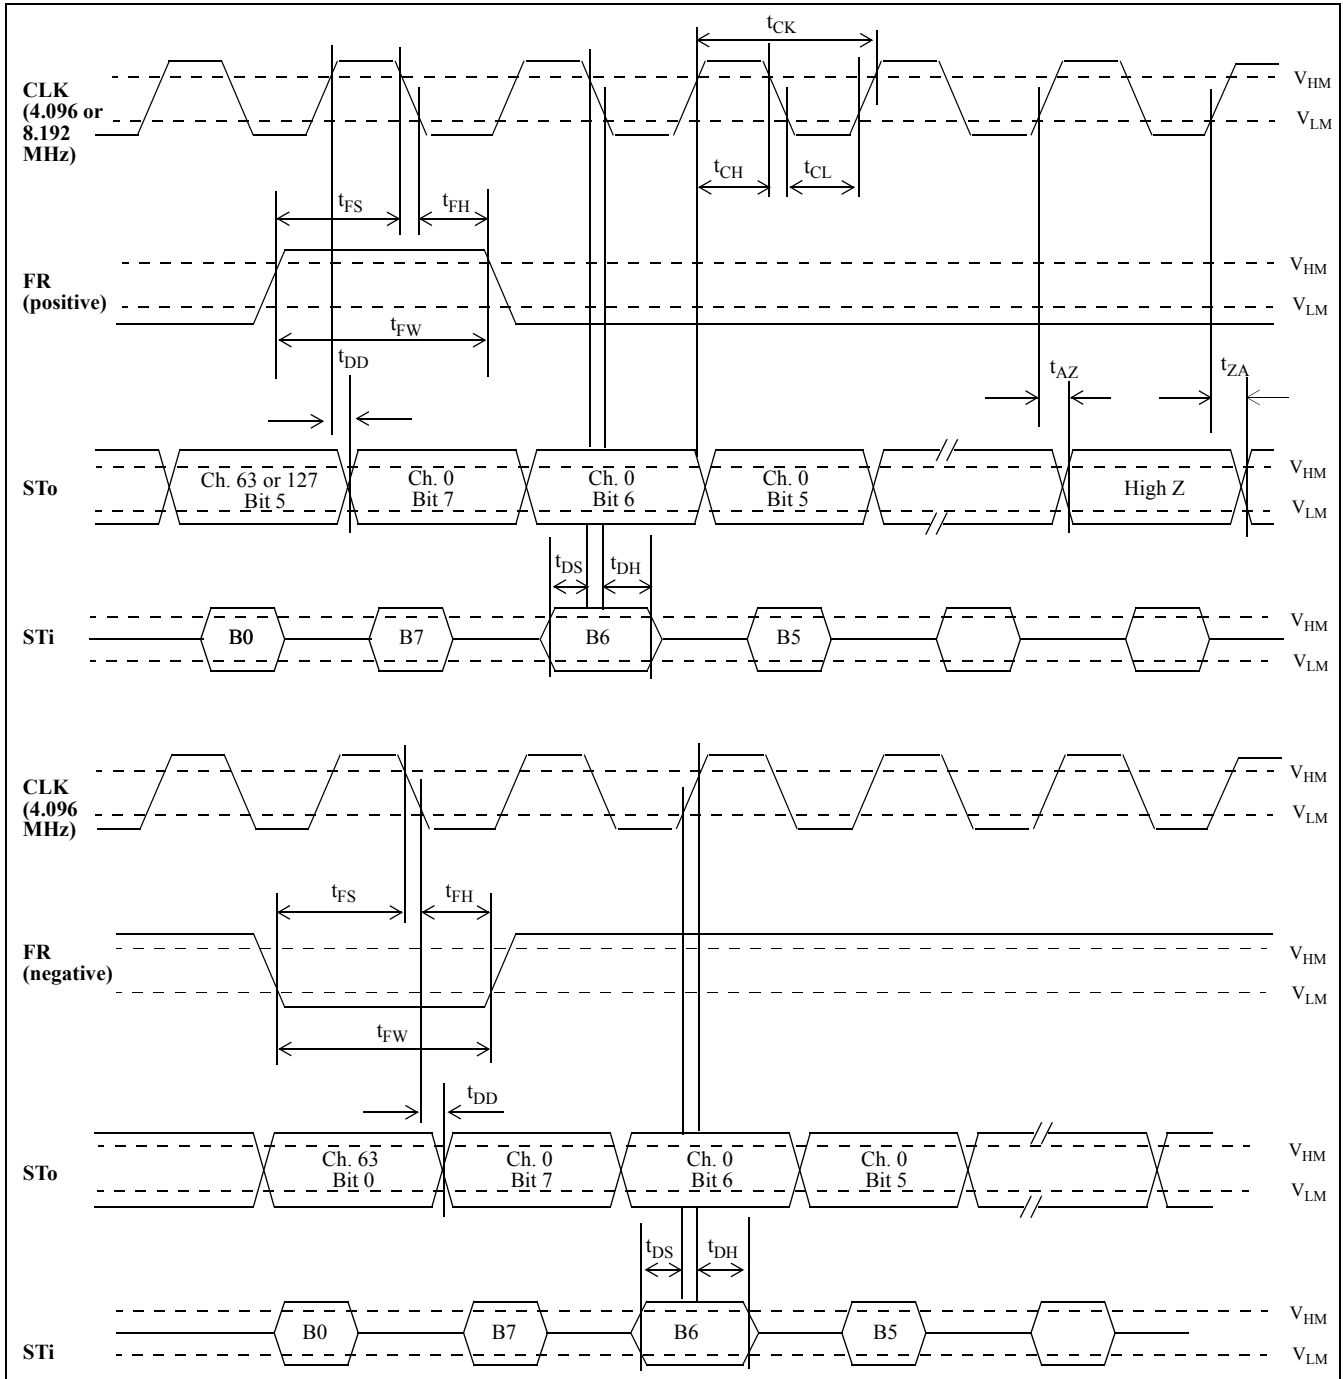 tCK
CLK
(4.096 or
8.192
MHz)
VHM
VLM
tCH
tCL
tFS
tFH
FR
(positive)
VHM
VLM
tFW
tDD
tAZ
tZA
STo
Ch. 63 or 127
Bit 5
Ch. 0
Bit 7
Ch. 0
Bit 6
Ch. 0
Bit 5
High Z
VHM
VLM
tDS
tDH
STi
B0
B7
B6
B5
VHM
VLM
CLK
(4.096
MHz)
VHM
VLM
tFS
tFH
FR
(negative)
VHM
VLM
tFW
tDD
STo
Ch. 63
Bit 0
Ch. 0
Bit 7
Ch. 0
Bit 6
Ch. 0
Bit 5
VHM
VLM
tDS
tDH
STi
B0
B7
B6
B5
VHM
VLM